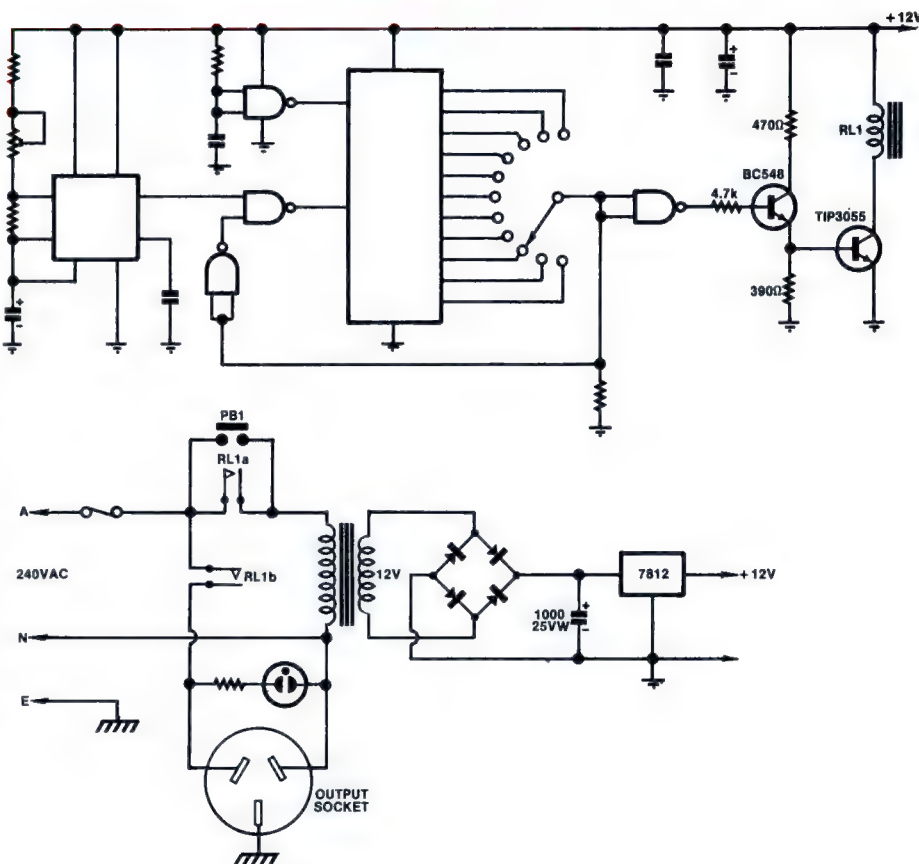 +12V
470Ω
RL1
BC548
4.7k
TIP3055
390Ω
PB1
RL1a
A
240VAC
RL1b
12V
7812
+12V
1000
25VW
N
E
OUTPUT
SOCKET